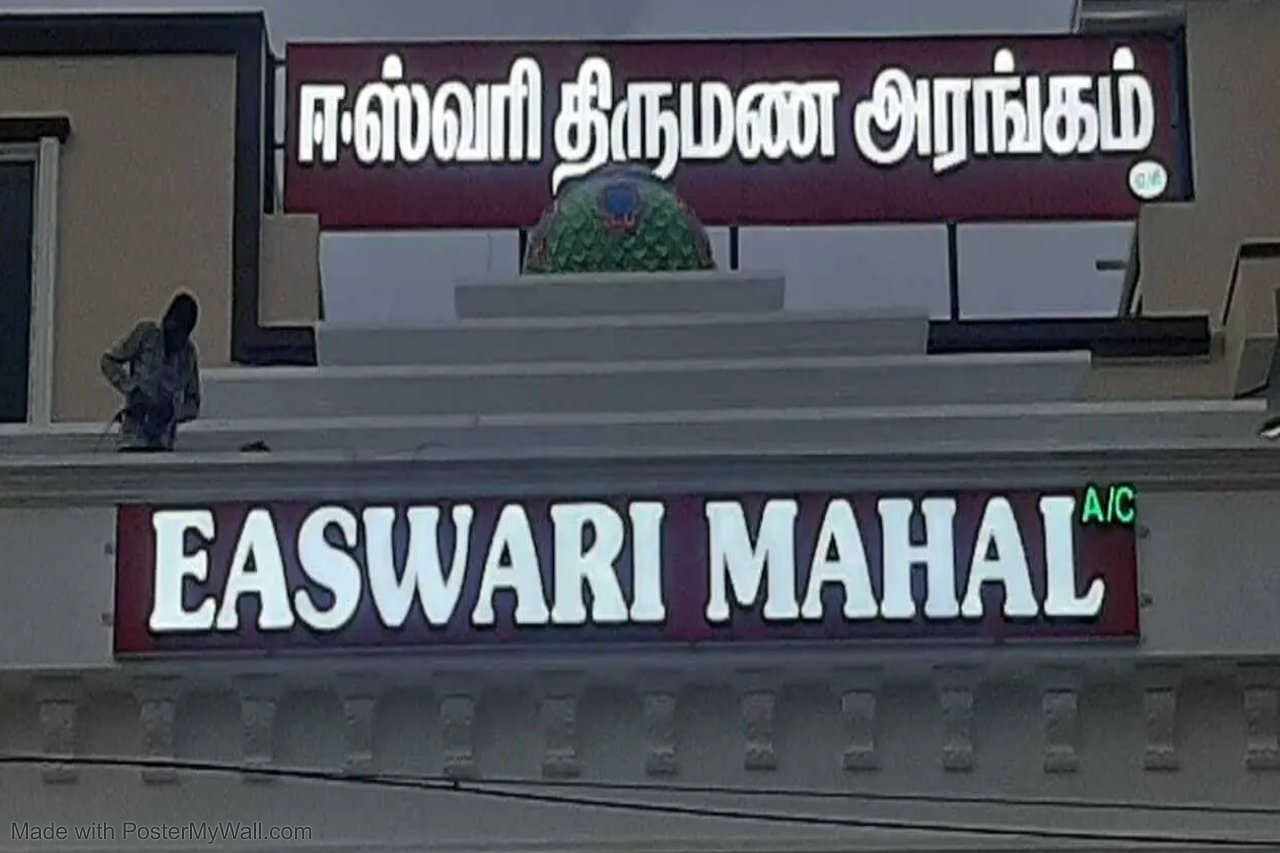 ஈஸ்வரி திருமண அரங்கம்
EASWARI MAHAL A/C
Made with PosterMyWall.com